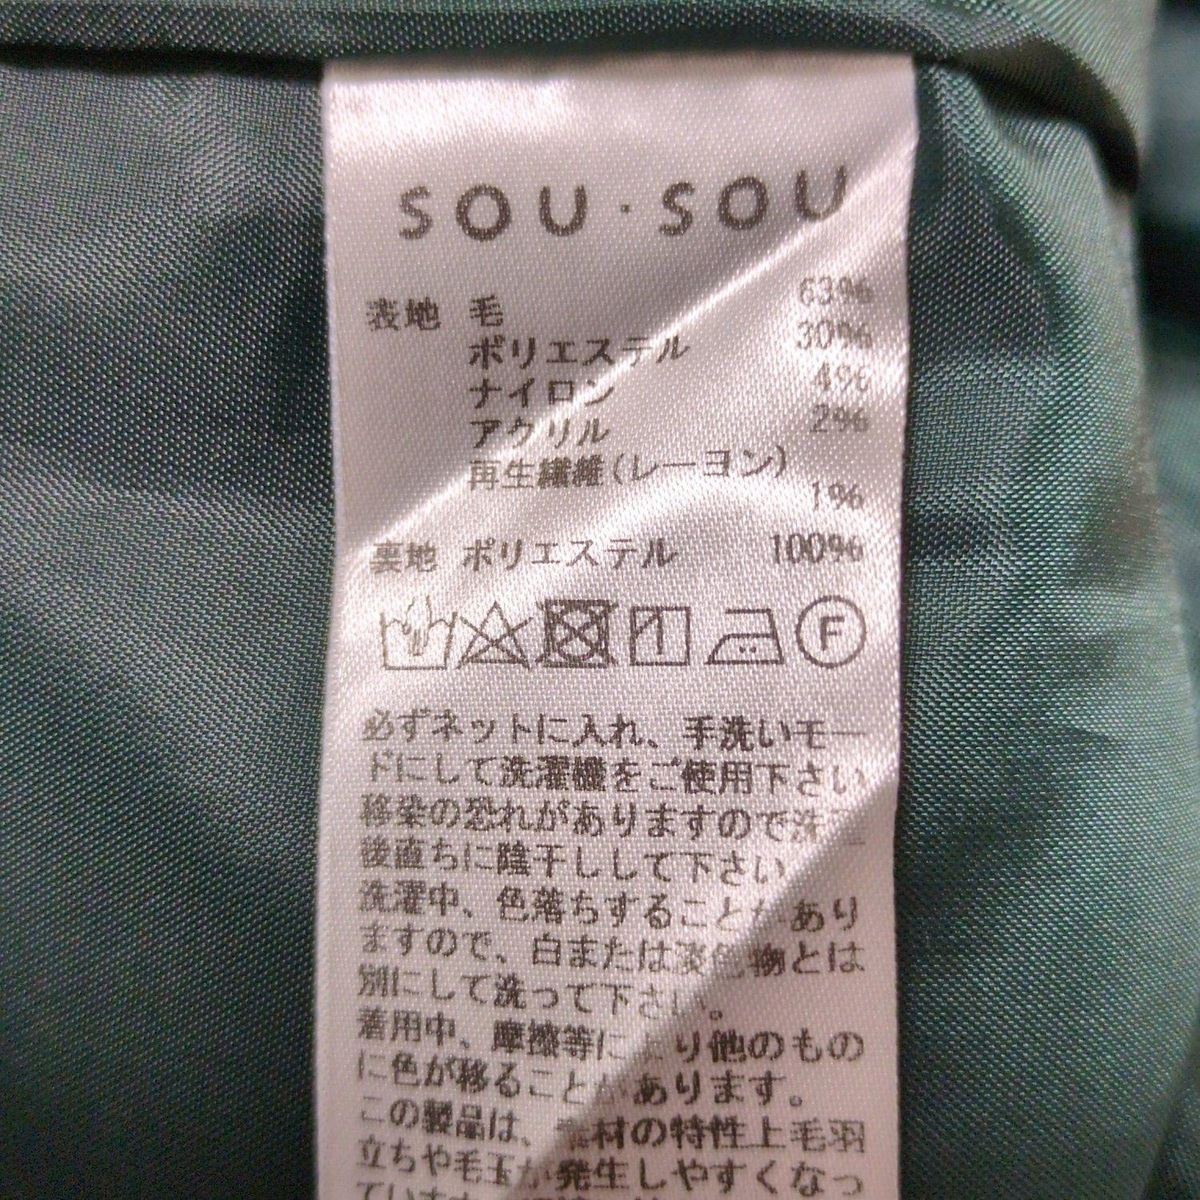 SOU・SOU
表地 毛 63%
ポリエステル 30%
ナイロン 4%
アクリル 2%
再生繊維(レーヨン)
1%
裏地 ポリエステル 100%
F
必ずネットに入れ、手洗いモー
ドにして洗濯機をご使用下さい
移染の恐れがありますので洗
後直ちに陰干しして下さい
洗濯中、色落ちすることがあり
ますので、白または淡色物とは
別にして洗って下さい。
着用中、摩擦等により他のもの
に色が移ることがあります。
この製品は、素材の特性上毛羽
立ちや毛玉が発生しやすくなっ